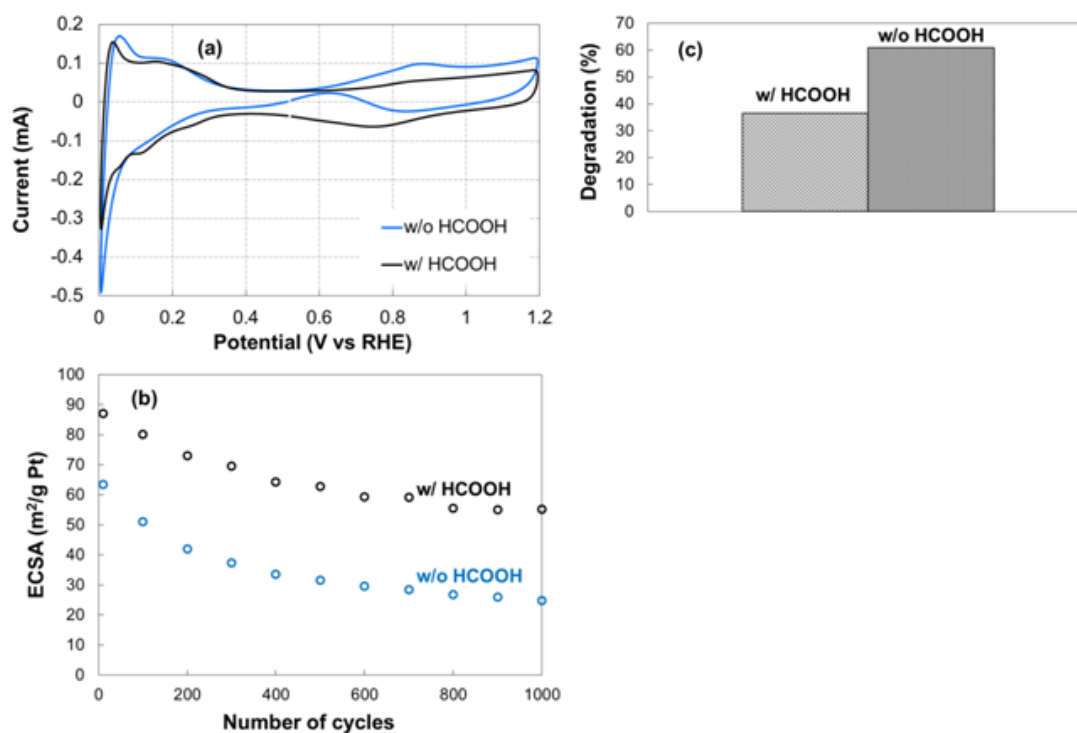 (a)
0.2
0.1
0
-0.1
-0.2
-0.3
-0.4
-0.5
Current (mA)
w/o HCOOH
w/ HCOOH
0
0.2
0.4
0.6
0.8
1
1.2
Potential (V vs RHE)
(c)
70
60
50
40
30
20
10
0
Degradation (%)
w/ HCOOH
w/o HCOOH
(b)
100
90
80
70
60
50
40
30
20
10
0
ECSA (m²/g Pt)
w/ HCOOH
w/o HCOOH
0
200
400
600
800
1000
Number of cycles